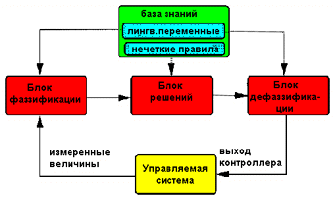 база знаний
лингв.переменные
нечеткие правила
Блок
фаззификации
Блок
решений
Блок
дефаззифика-
ции
измеренные
величины
Управляемая
система
выход
контроллера